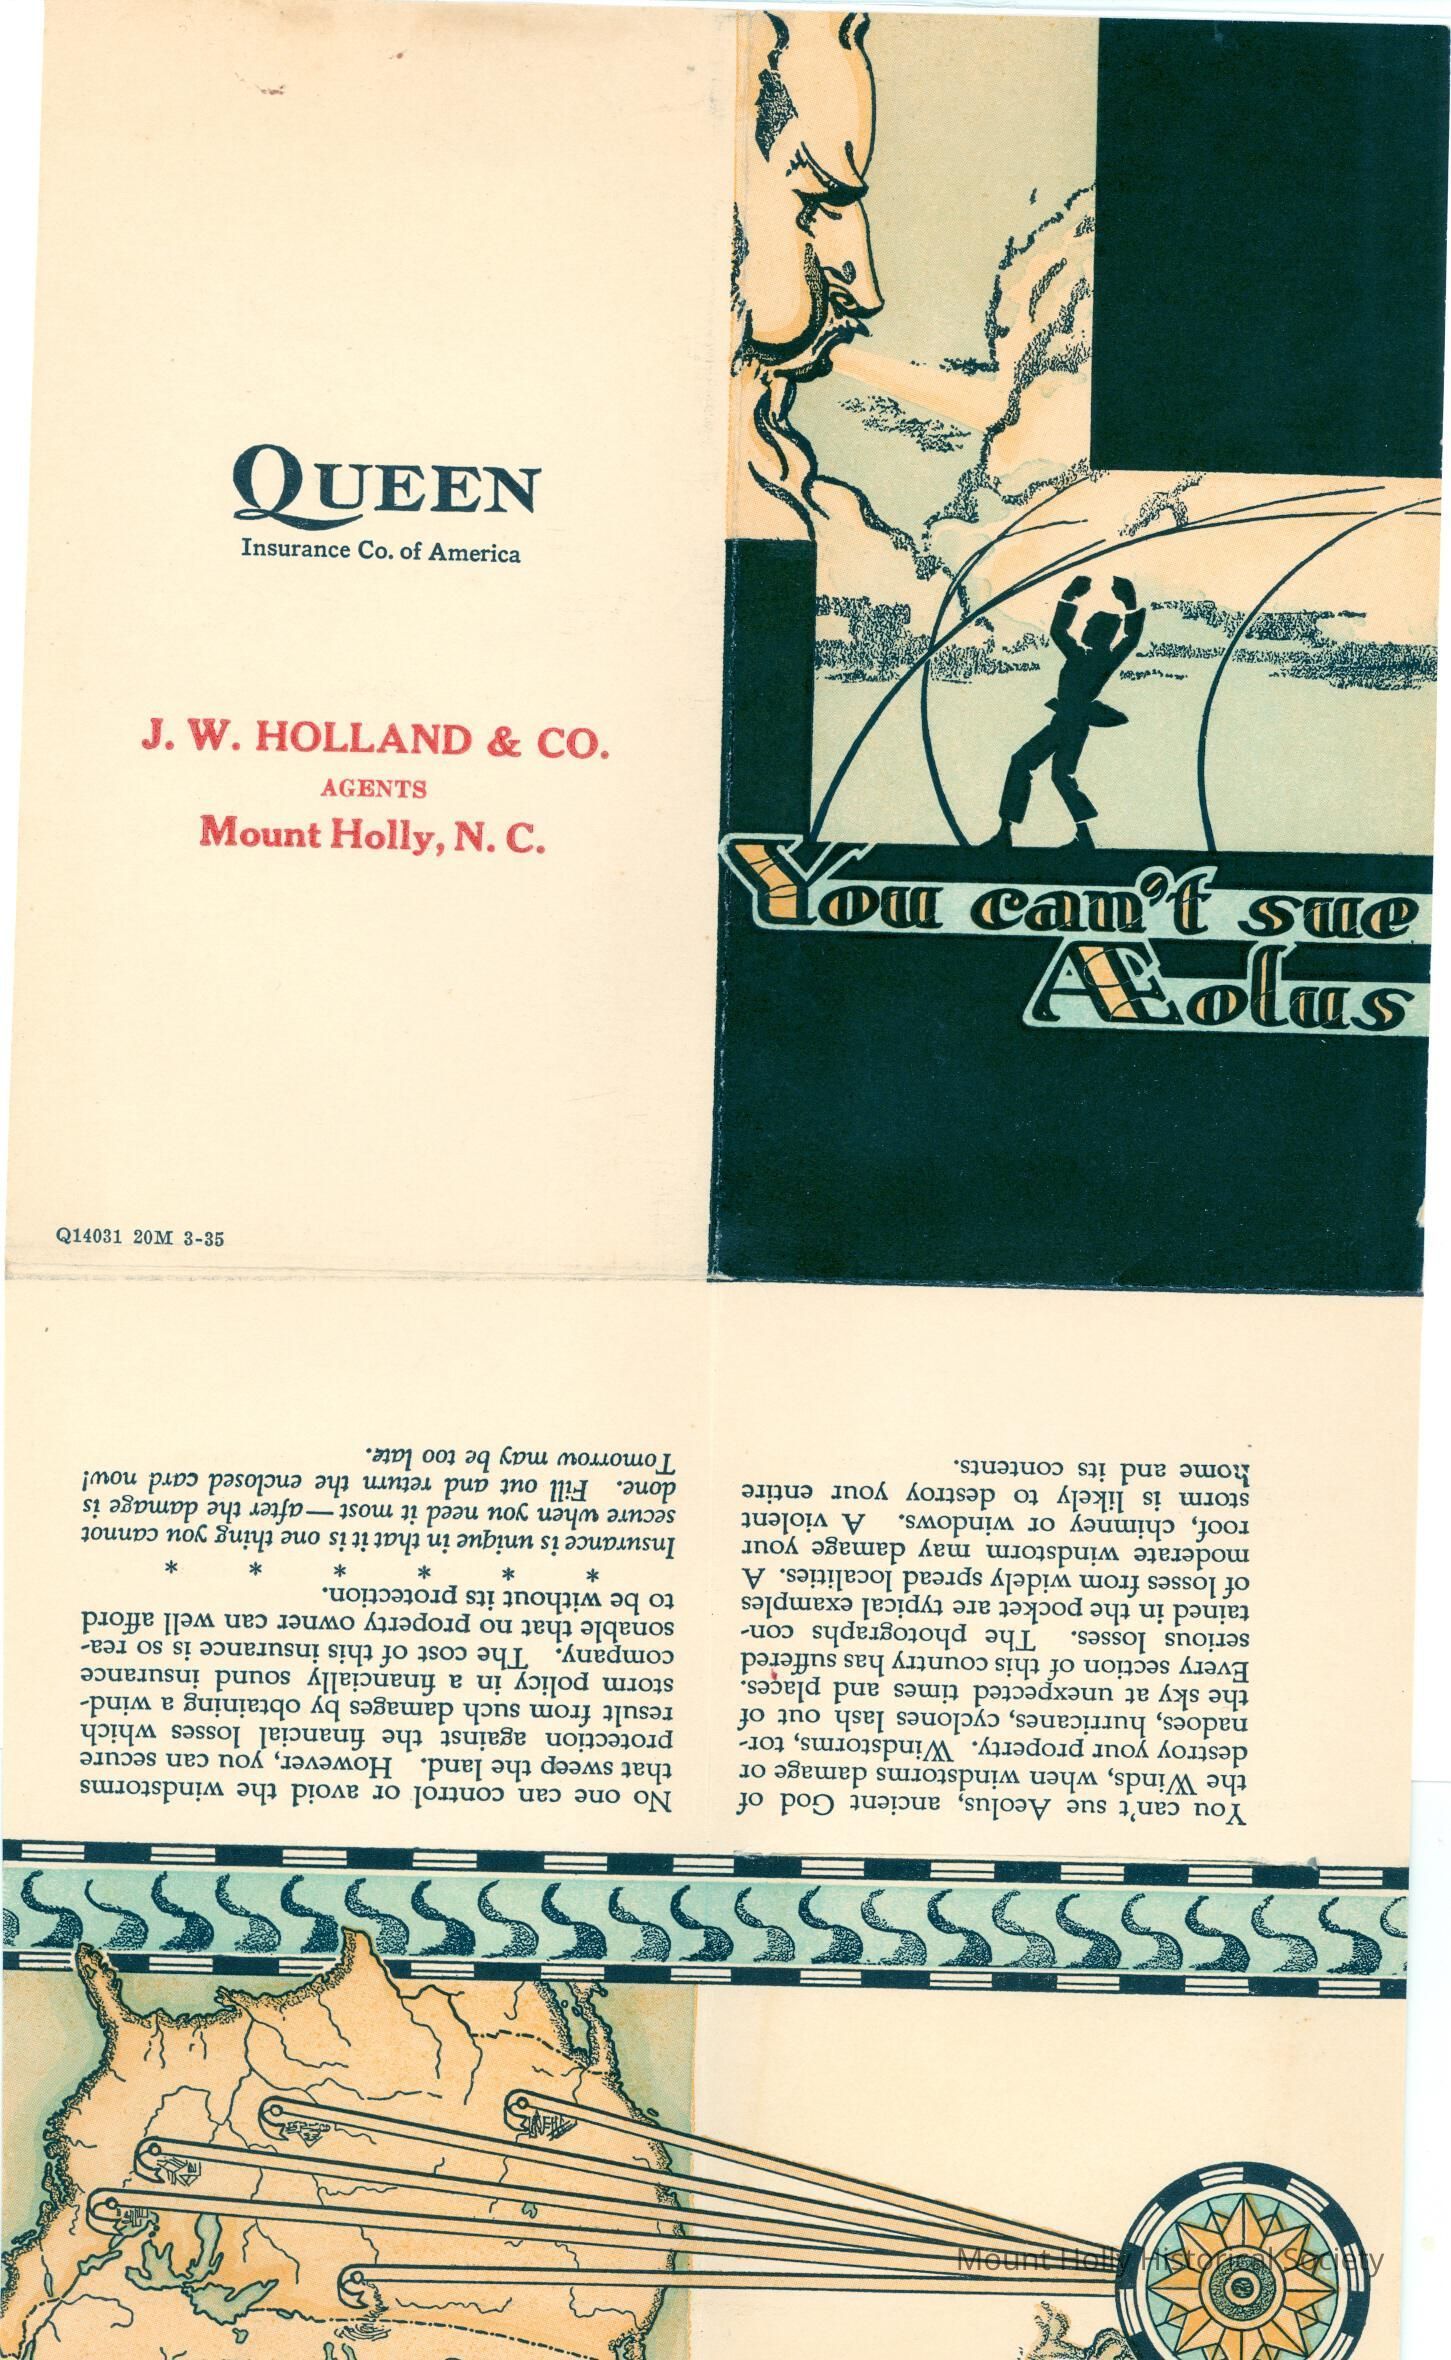 QUEEN
Insurance Co. of America
J. W. HOLLAND & CO.
AGENTS
Mount Holly, N. C.
Q14031 20M 3-35
You can't sue
Æolus
You can't sue Aeolus, ancient God of
the Winds, when windstorms damage or
destroy your property. Windstorms, tor-
nadoes, hurricanes, cyclones lash out of
the sky at unexpected times and places.
Every section of this country has suffered
serious losses. The photographs con-
tained in the pocket are typical examples
of losses from widely spread localities. A
moderate windstorm may damage your
roof, chimney or windows. A violent
storm is likely to destroy your entire
home and its contents.
No one can control or avoid the windstorms
that sweep the land. However, you can secure
protection against the financial losses which
result from such damages by obtaining a wind-
storm policy in a financially sound insurance
company. The cost of this insurance is so rea-
sonable that no property owner can well afford
to be without its protection.
* * * * * *
Insurance is unique in that it is one thing you cannot
secure when you need it most—after the damage is
done. Fill out and return the enclosed card now!
Tomorrow may be too late.
Mount Holly Historical Society